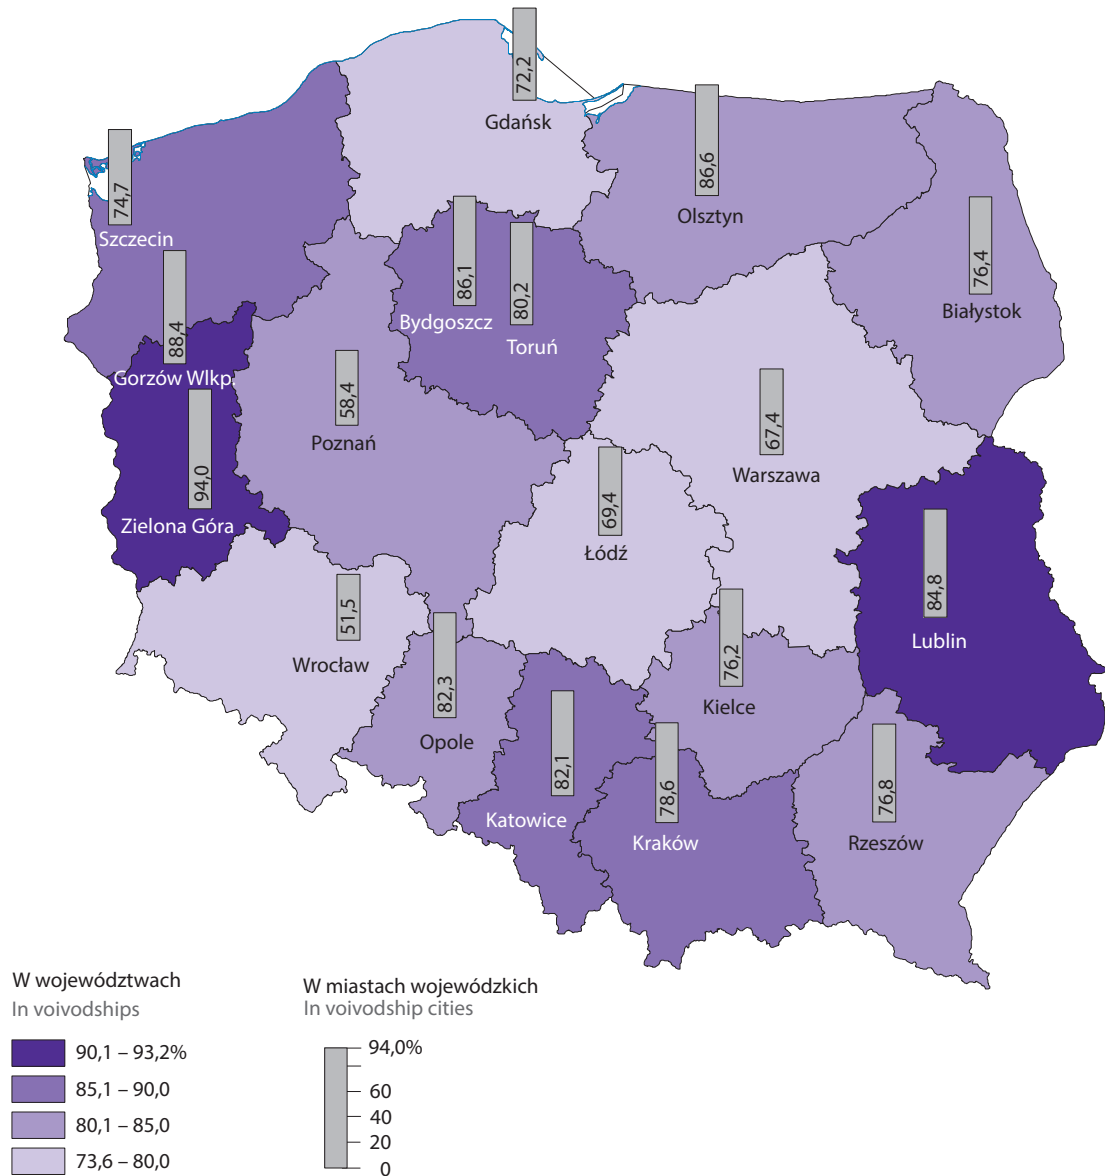 72,2
Gdańsk
86,6
Olsztyn
74,7
Szczecin
86,1
Bydgoszcz
80,2
Toruń
76,4
Białystok
88,4
Gorzów Wlkp.
58,4
Poznań
67,4
Warszawa
94,0
Zielona Góra
69,4
Łódź
84,8
Lublin
51,5
Wrocław
76,2
Kielce
82,3
Opole
82,1
Katowice
78,6
Kraków
76,8
Rzeszów
W województwach
In voivodships
90,1 – 93,2%
85,1 – 90,0
80,1 – 85,0
73,6 – 80,0
W miastach wojewódzkich
In voivodship cities
94,0%
60
40
20
0